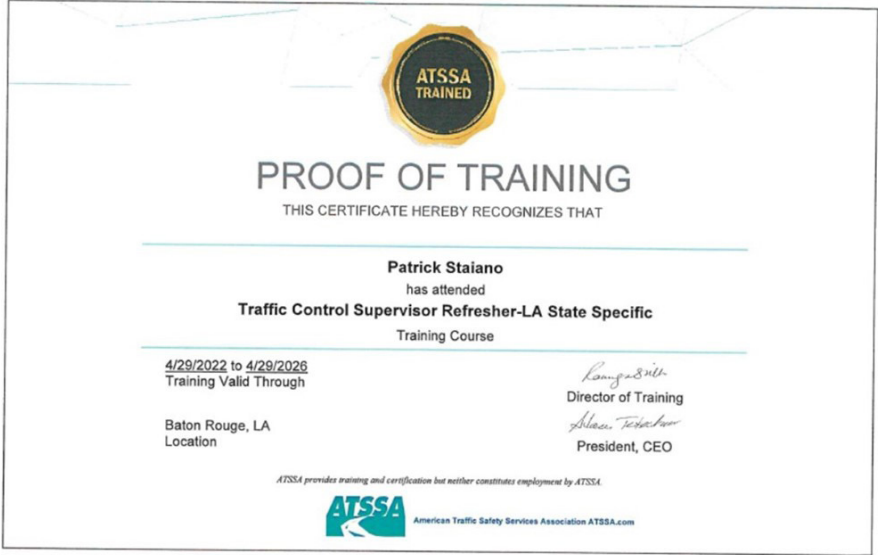 ATSSA
TRAINED
PROOF OF TRAINING
THIS CERTIFICATE HEREBY RECOGNIZES THAT
Patrick Staiano
has attended
Traffic Control Supervisor Refresher-LA State Specific
Training Course
4/29/2022 to 4/29/2026
Training Valid Through
Director of Training
Baton Rouge, LA
Location
President, CEO
ATSSA provides training and certification but neither constitutes employment by ATSSA.
ATSSA
American Traffic Safety Services Association ATSSA.com